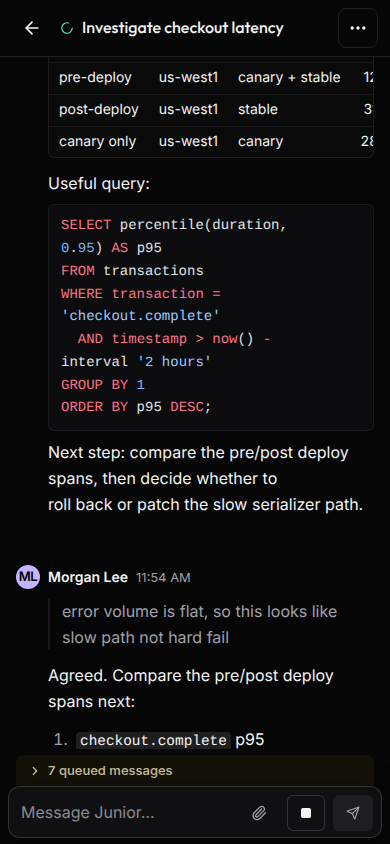 Investigate checkout latency
pre-deploy us-west1 canary + stable
post-deploy us-west1 stable
canary only us-west1 canary
Useful query:
SELECT percentile(duration,
0.95) AS p95
FROM transactions
WHERE transaction =
'checkout.complete'
AND timestamp > now() -
interval '2 hours'
GROUP BY 1
ORDER BY p95 DESC;
Next step: compare the pre/post deploy
spans, then decide whether to
roll back or patch the slow serializer path.
ML Morgan Lee 11:54 AM
error volume is flat, so this looks like
slow path not hard fail
Agreed. Compare the pre/post deploy
spans next:
1. checkout.complete p95
7 queued messages
Message Junior...